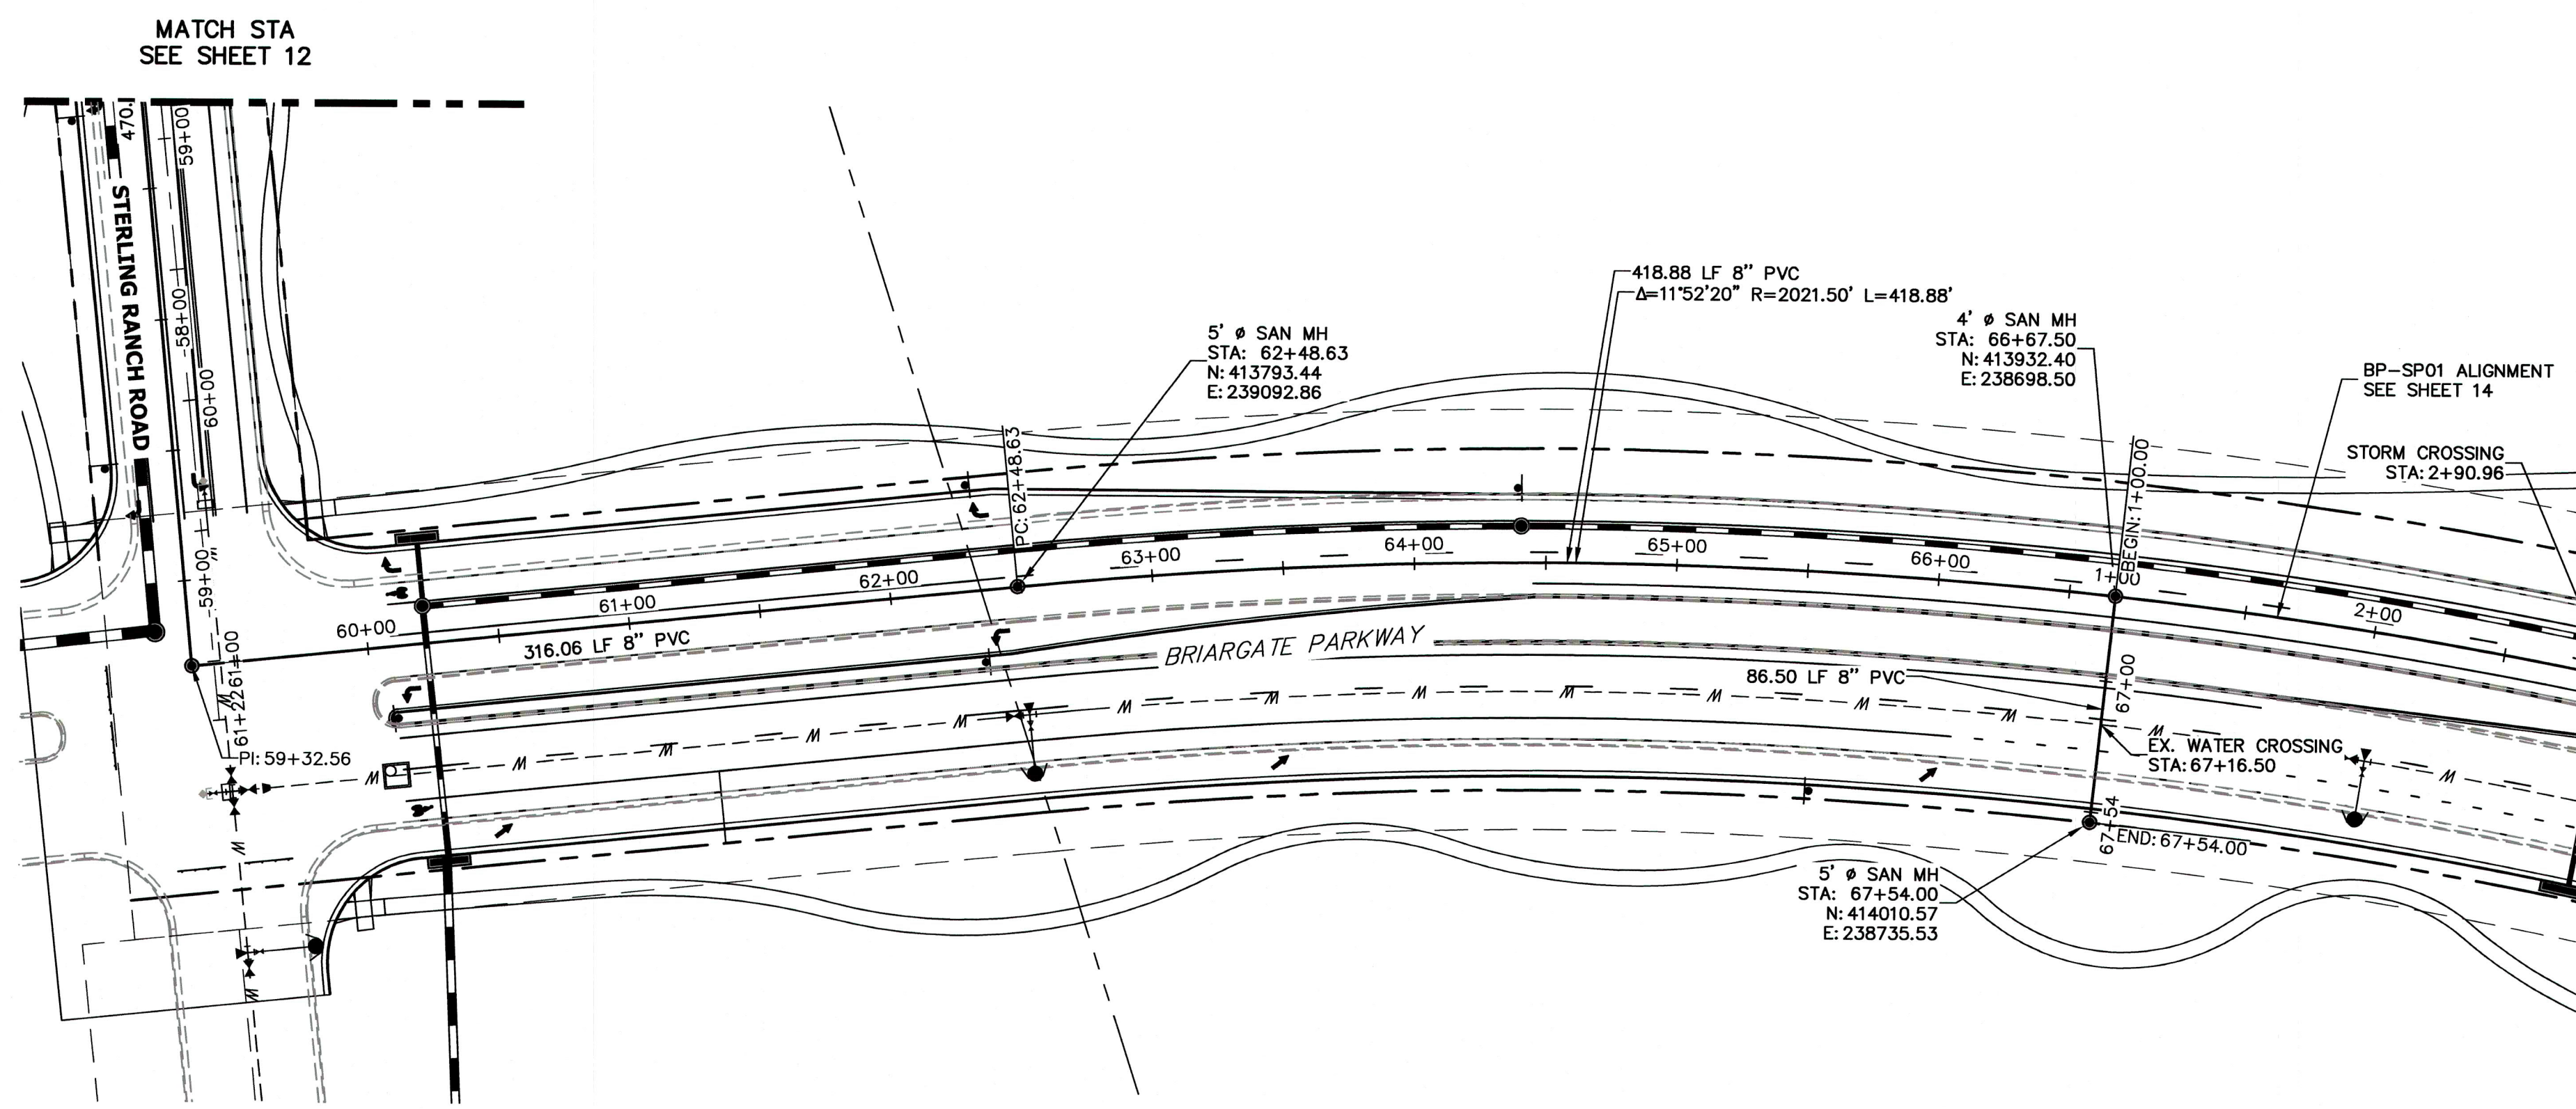 MATCH STA
SEE SHEET 12
470.
59+00
STERLING RANCH ROAD
58+00
60+00
59+00
61+00
61+22
PI: 59+32.56
60+00
61+00
62+00
63+00
64+00
65+00
66+00
316.06 LF 8" PVC
PC: 62+48.63
5' ø SAN MH
STA: 62+48.63
N: 413793.44
E: 239092.86
418.88 LF 8" PVC
Δ=11°52'20" R=2021.50' L=418.88'
4' ø SAN MH
STA: 66+67.50
N: 413932.40
E: 238698.50
BEGIN: 1+00.00
BP-SP01 ALIGNMENT
SEE SHEET 14
STORM CROSSING
STA: 2+90.96
2+00
BRIARGATE PARKWAY
86.50 LF 8" PVC
67+00
EX. WATER CROSSING
STA: 67+16.50
67+54
END: 67+54.00
5' ø SAN MH
STA: 67+54.00
N: 414010.57
E: 238735.53
W W W W W W W W W W W W W W W W